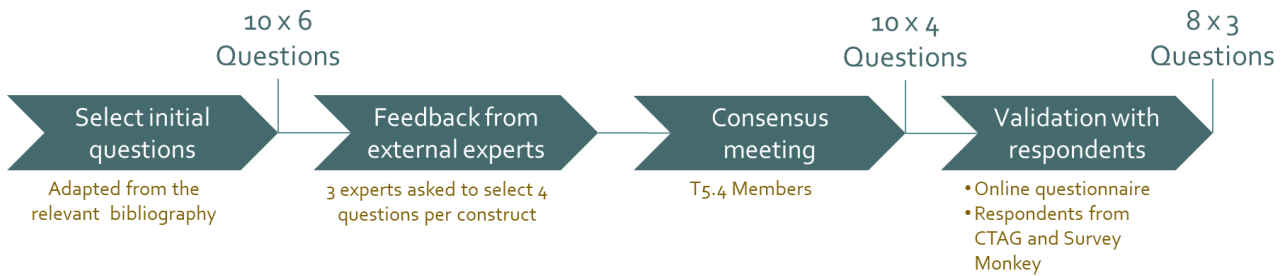 10 x 6
Questions
10 x 4
Questions
8 x 3
Questions
Select initial
questions
Feedback from
external experts
Consensus
meeting
Validation with
respondents
Adapted from the
relevant bibliography
3 experts asked to select 4
questions per construct
T5.4 Members
• Online questionnaire
• Respondents from
CTAG and Survey
Monkey